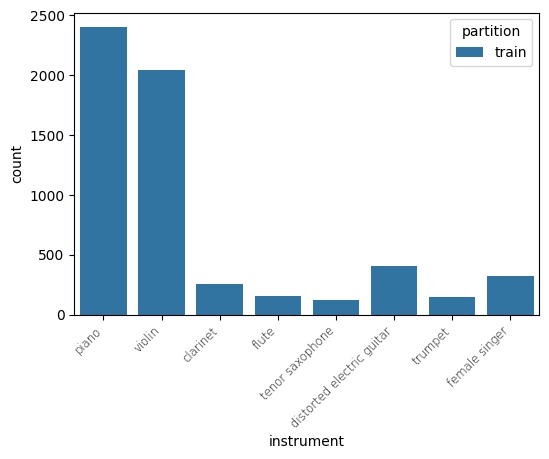 2500
2000
1500
1000
500
0
count
partition
train
piano
violin
clarinet
flute
tenor saxophone
distorted electric guitar
trumpet
female singer
instrument